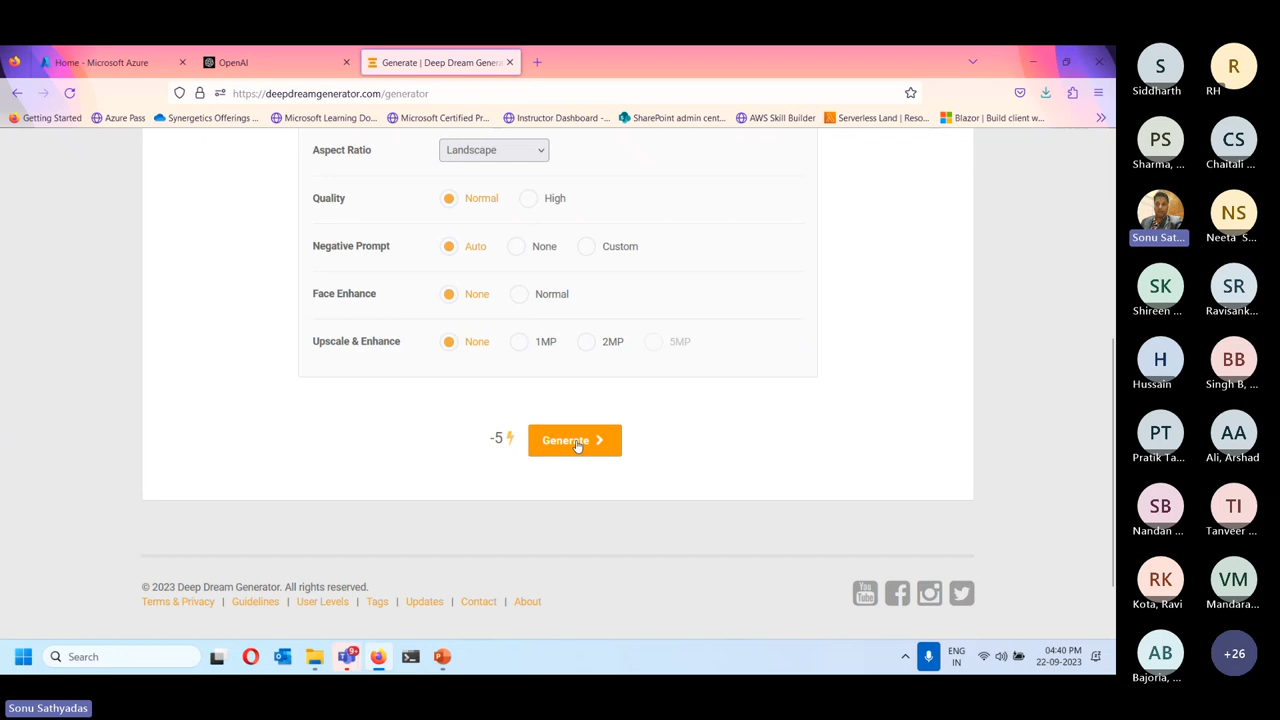 Home - Microsoft Azure
OpenAI
Generate | Deep Dream Genera
https://deepdreamgenerator.com/generator
Getting Started
Azure Pass
Synergetics Offerings ...
Microsoft Learning Do...
Microsoft Certified Pr...
Instructor Dashboard -...
SharePoint admin cent...
AWS Skill Builder
Serverless Land | Reso...
Blazor | Build client w...
Aspect Ratio
Landscape
Quality
Normal
High
Negative Prompt
Auto
None
Custom
Face Enhance
None
Normal
Upscale & Enhance
None
1MP
2MP
5MP
-5
Generate
© 2023 Deep Dream Generator. All rights reserved.
Terms & Privacy | Guidelines | User Levels | Tags | Updates | Contact | About
You
Tube
Search
9+
ENG
IN
04:40 PM
22-09-2023
Sonu Sathyadas
S
Siddharth
R
RH
PS
Sharma, ...
CS
Chaitali ...
Sonu Sat...
NS
Neeta S...
SK
Shireen ...
SR
Ravisank...
H
Hussain
BB
Singh B, ...
PT
Pratik Ta...
AA
Ali, Arshad
SB
Nandan ...
TI
Tanveer ...
RK
Kota, Ravi
VM
Mandara...
AB
Bajoria, ...
+26